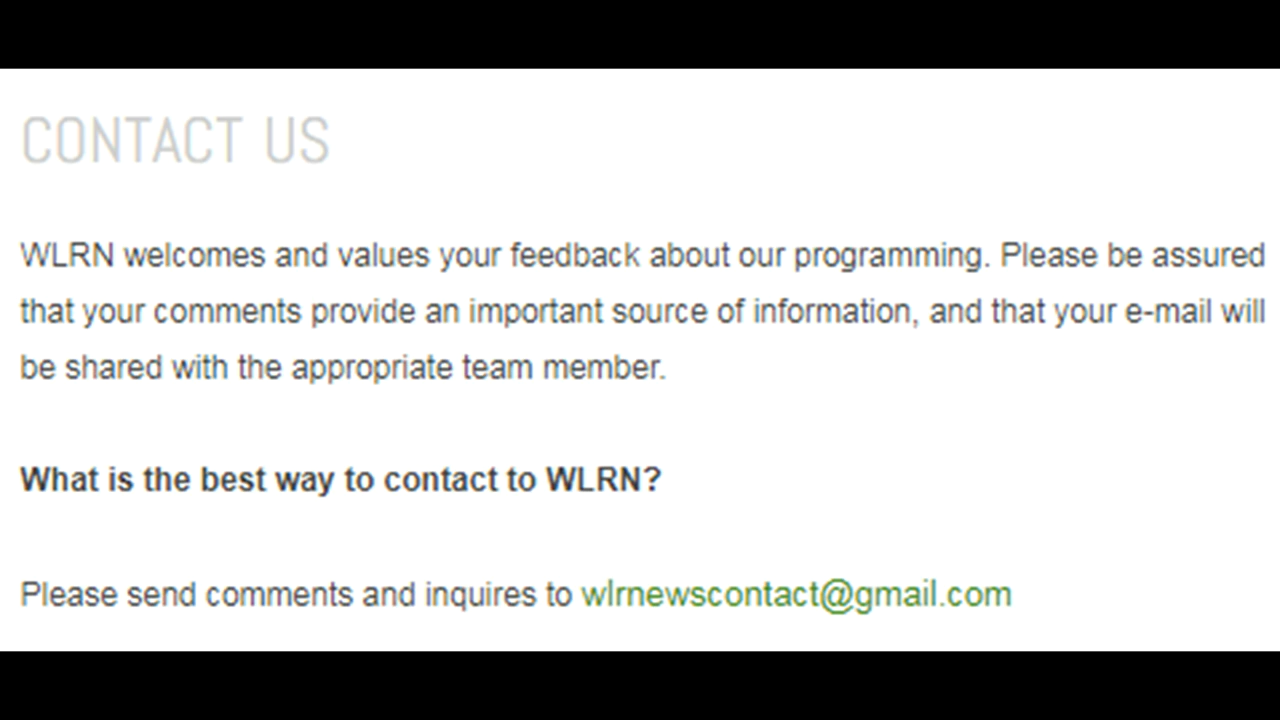 CONTACT US
WLRN welcomes and values your feedback about our programming. Please be assured
that your comments provide an important source of information, and that your e-mail will
be shared with the appropriate team member.
What is the best way to contact to WLRN?
Please send comments and inquires to wlrnewscontact@gmail.com